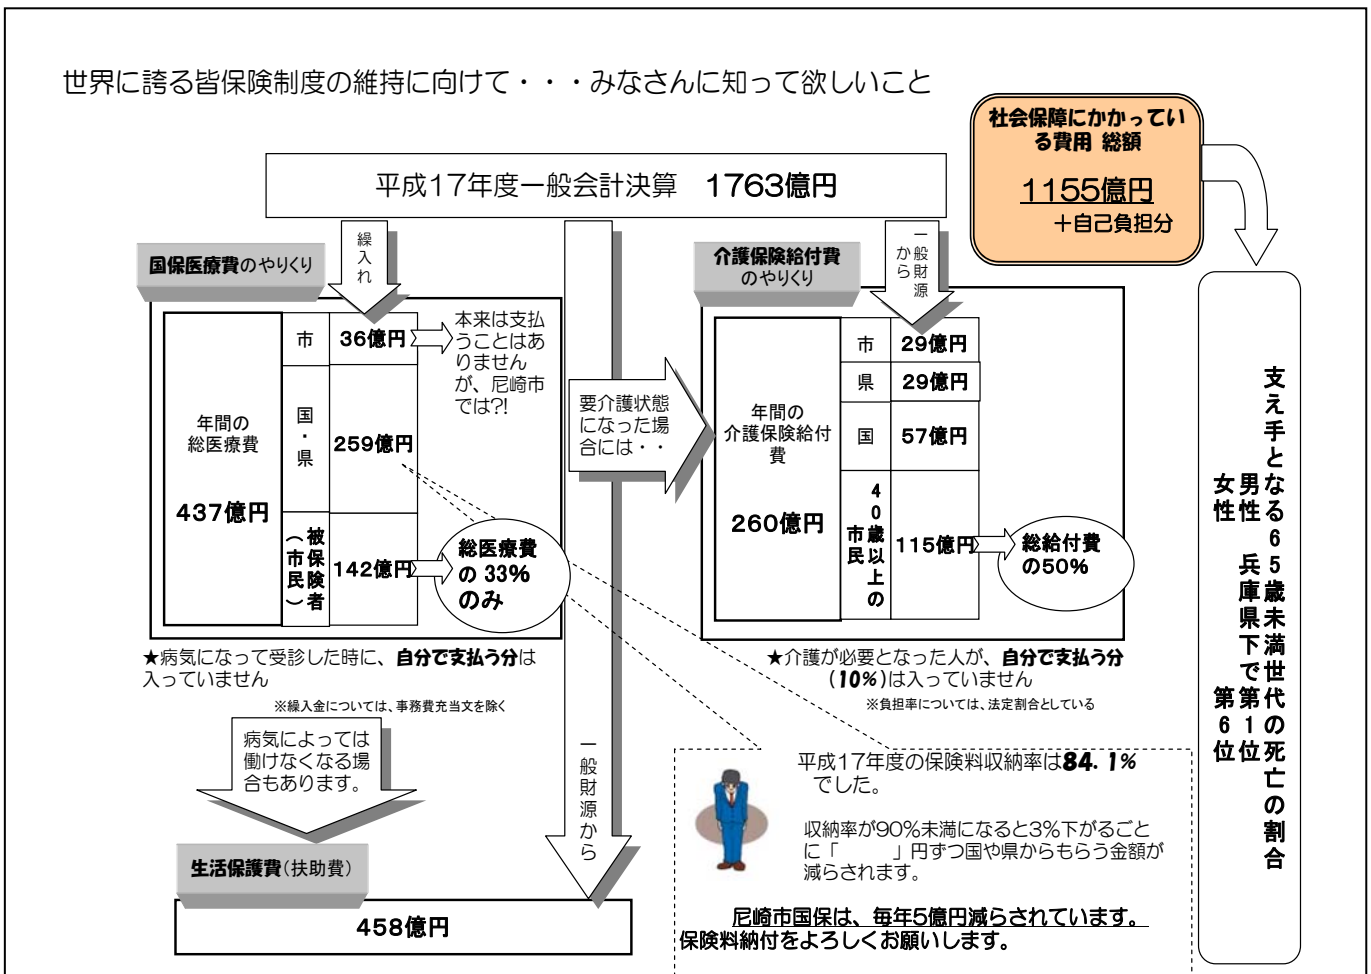 世界に誇る皆保険制度の維持に向けて・・・みなさんに知って欲しいこと
社会保障にかかってい
る費用 総額
1155億円
＋自己負担分
平成17年度一般会計決算　1763億円
繰入れ
一般財源
から
国保医療費のやりくり
介護保険給付費
のやりくり
年間の
総医療費
437億円
市
36億円
本来は支払
うことはあ
りません
が、尼崎市
では?!
国・県
259億円
被保険者
（市民）
142億円
総医療費
の 33%
のみ
要介護状態
になった場
合には・・
年間の
介護保険給付
費
260億円
市
29億円
県
29億円
国
57億円
40歳以上の
市民
115億円
総給付費
の50%
★病気になって受診した時に、自分で支払う分は
入っていません
※繰入金については、事務費充当文を除く
★介護が必要となった人が、自分で支払う分
(10%)は入っていません
※負担率については、法定割合としている
病気によっては
働けなくなる場
合もあります。
一般財源から
生活保護費(扶助費)
458億円
平成17年度の保険料収納率は84.1%
でした。
収納率が90%未満になると3%下がるごと
に「　　　」円ずつ国や県からもらう金額が
減らされます。
尼崎市国保は、毎年5億円減らされています。
保険料納付をよろしくお願いします。
支え手となる65歳未満世代の死亡の割合
男性　兵庫県下で第1位
女性　第6位